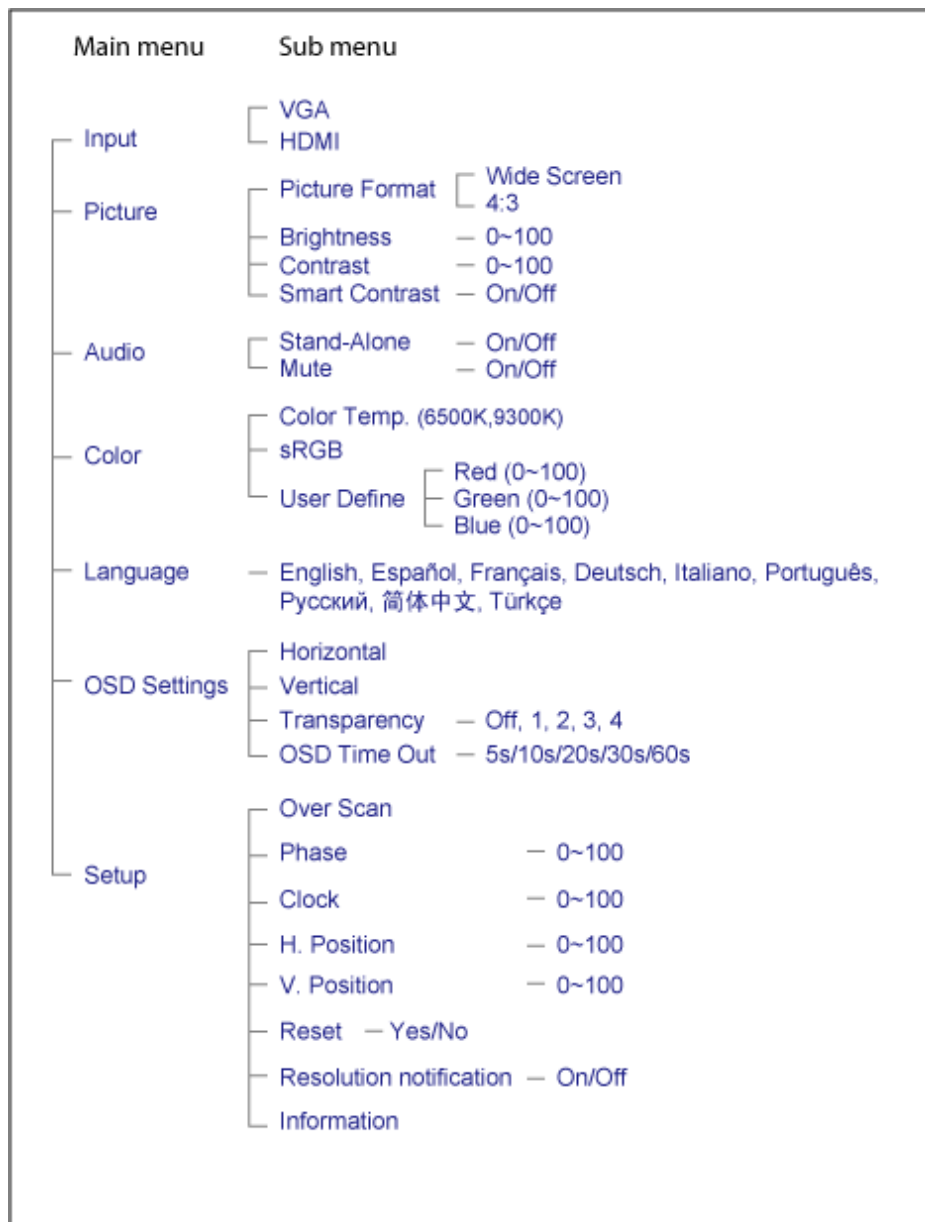 Main menu Sub menu
VGA
Input HDMI
Picture Format Wide Screen
Picture 4:3
Brightness — 0~100
Contrast — 0~100
Smart Contrast — On/Off
Stand-Alone — On/Off
Audio
Mute — On/Off
Color Temp. (6500K,9300K)
Color sRGB
Red (0~100)
User Define Green (0~100)
Blue (0~100)
Language — English, Español, Français, Deutsch, Italiano, Português,
Русский, 简体中文, Türkçe
Horizontal
OSD Settings Vertical
Transparency — Off, 1, 2, 3, 4
OSD Time Out — 5s/10s/20s/30s/60s
Over Scan
Phase — 0~100
Setup
Clock — 0~100
H. Position — 0~100
V. Position — 0~100
Reset — Yes/No
Resolution notification — On/Off
Information